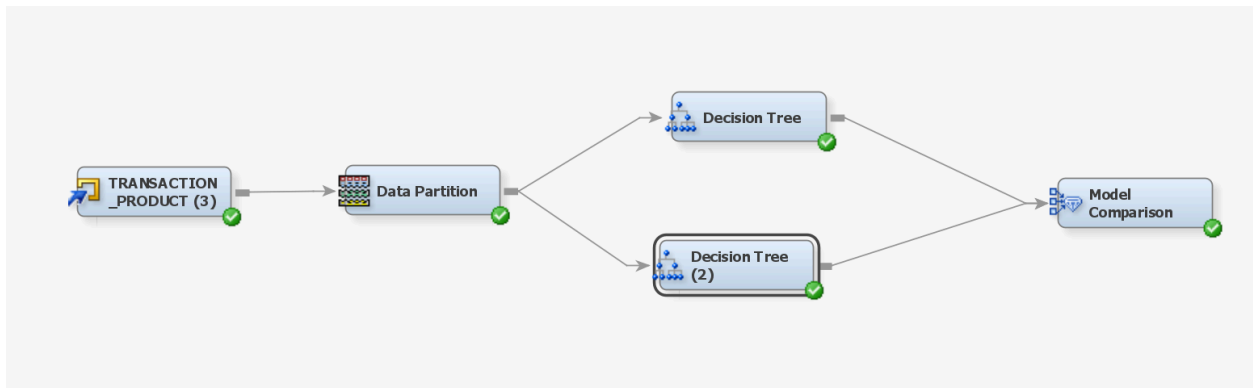 TRANSACTION
_PRODUCT (3)
Data Partition
Decision Tree
Decision Tree
(2)
Model
Comparison